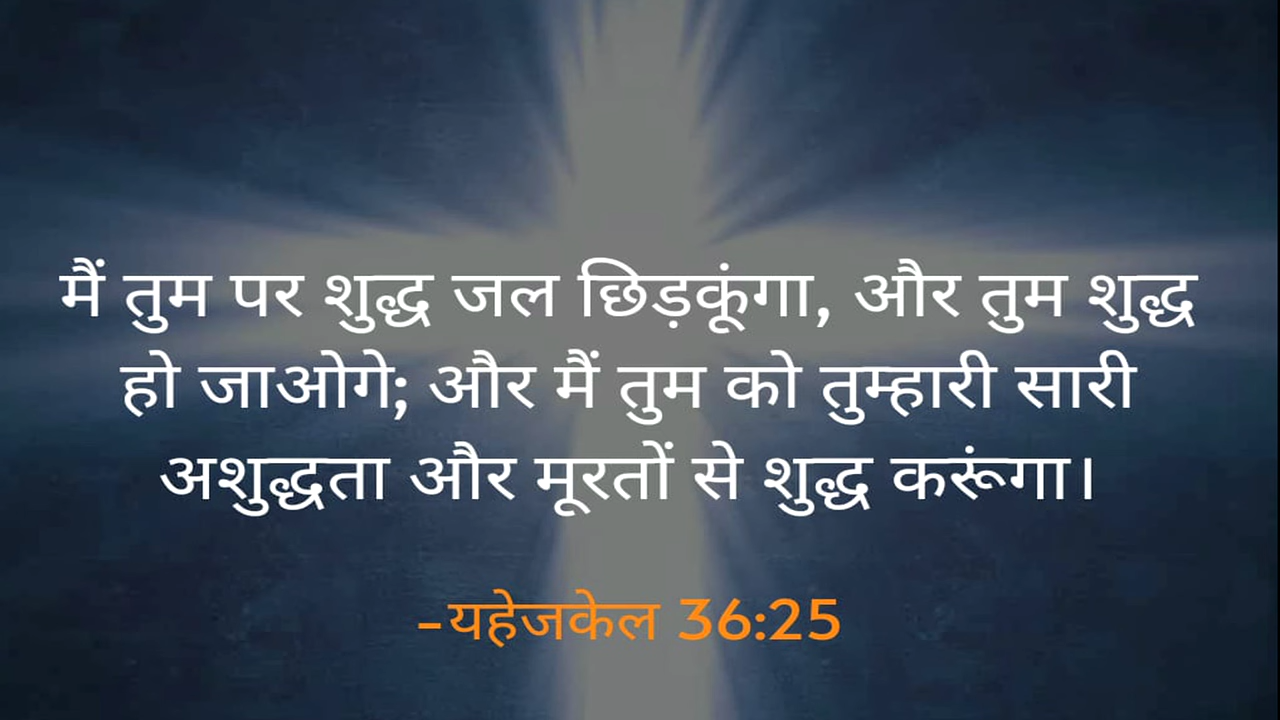 मैं तुम पर शुद्ध जल छिड़कूंगा, और तुम शुद्ध
हो जाओगे; और मैं तुम को तुम्हारी सारी
अशुद्धता और मूरतों से शुद्ध करूंगा।
-यहेजकेल 36:25